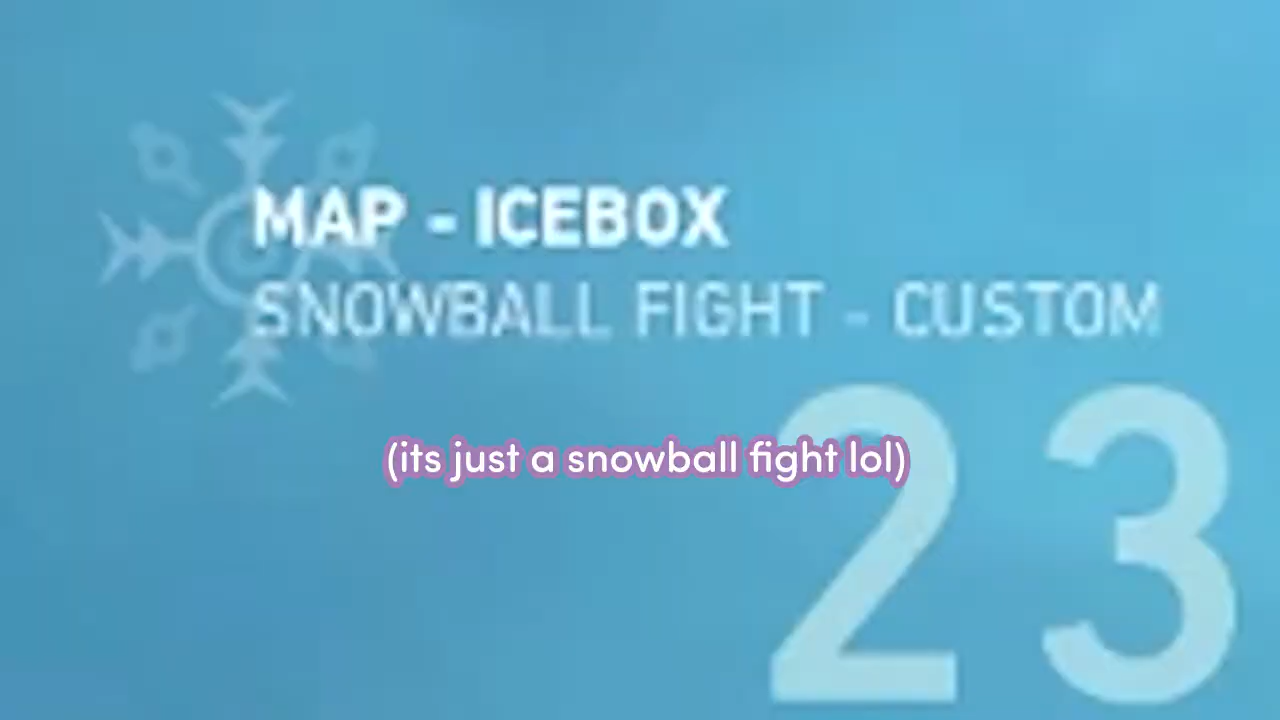 MAP - ICEBOX
SNOWBALL FIGHT - CUSTOM
(its just a snowball fight lol)
23